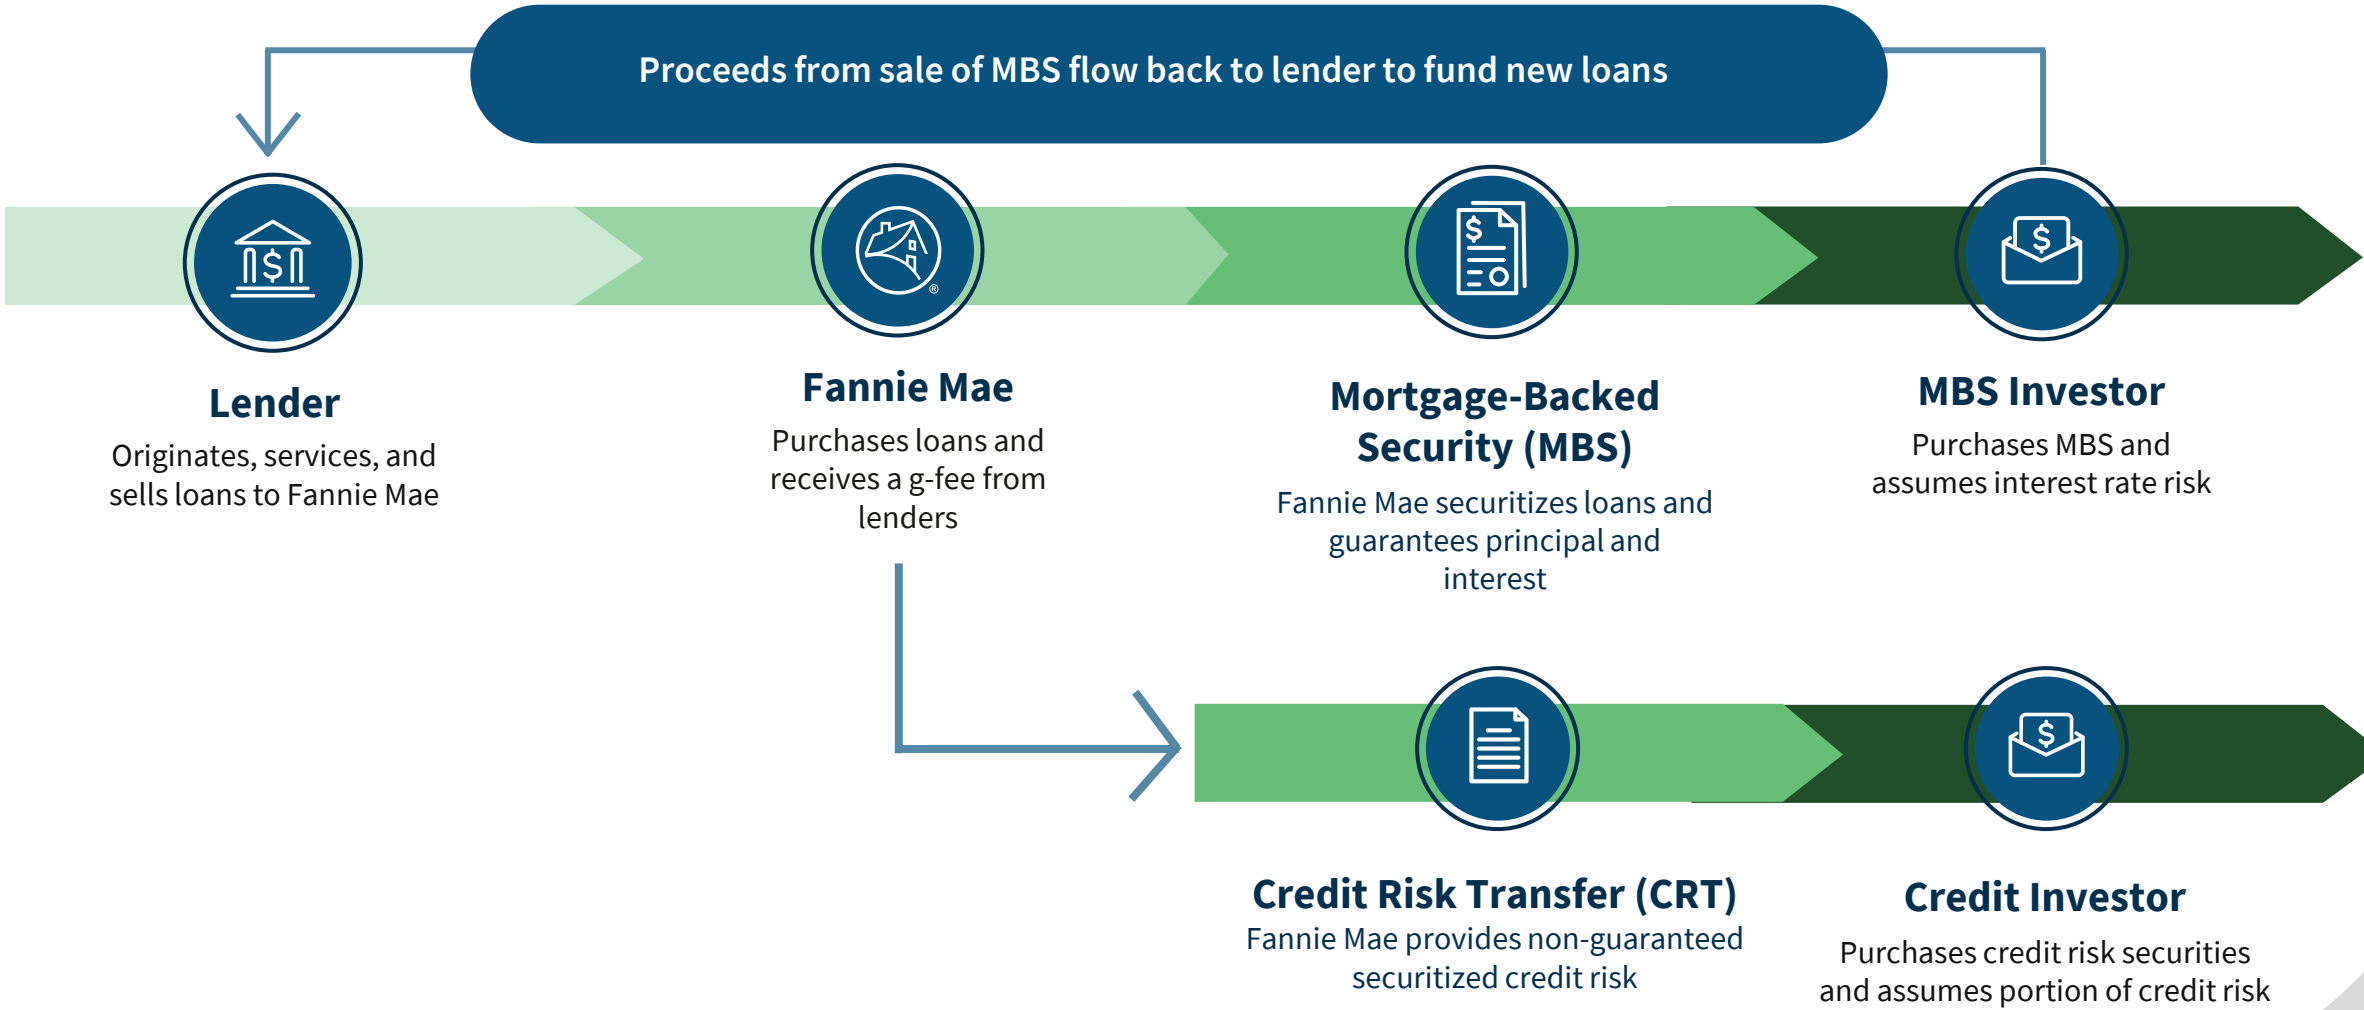 Proceeds from sale of MBS flow back to lender to fund new loans
Lender
Originates, services, and
sells loans to Fannie Mae
Fannie Mae
Purchases loans and
receives a g-fee from
lenders
Mortgage-Backed
Security (MBS)
Fannie Mae securitizes loans and
guarantees principal and
interest
MBS Investor
Purchases MBS and
assumes interest rate risk
Credit Risk Transfer (CRT)
Fannie Mae provides non-guaranteed
securitized credit risk
Credit Investor
Purchases credit risk securities
and assumes portion of credit risk